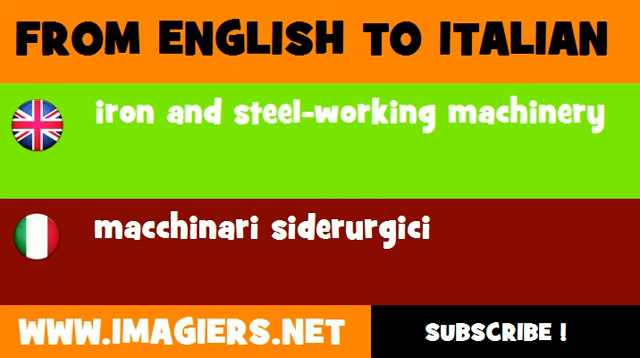 FROM ENGLISH TO ITALIAN
iron and steel-working machinery
macchinari siderurgici
WWW.IMAGIERS.NET
SUBSCRIBE !